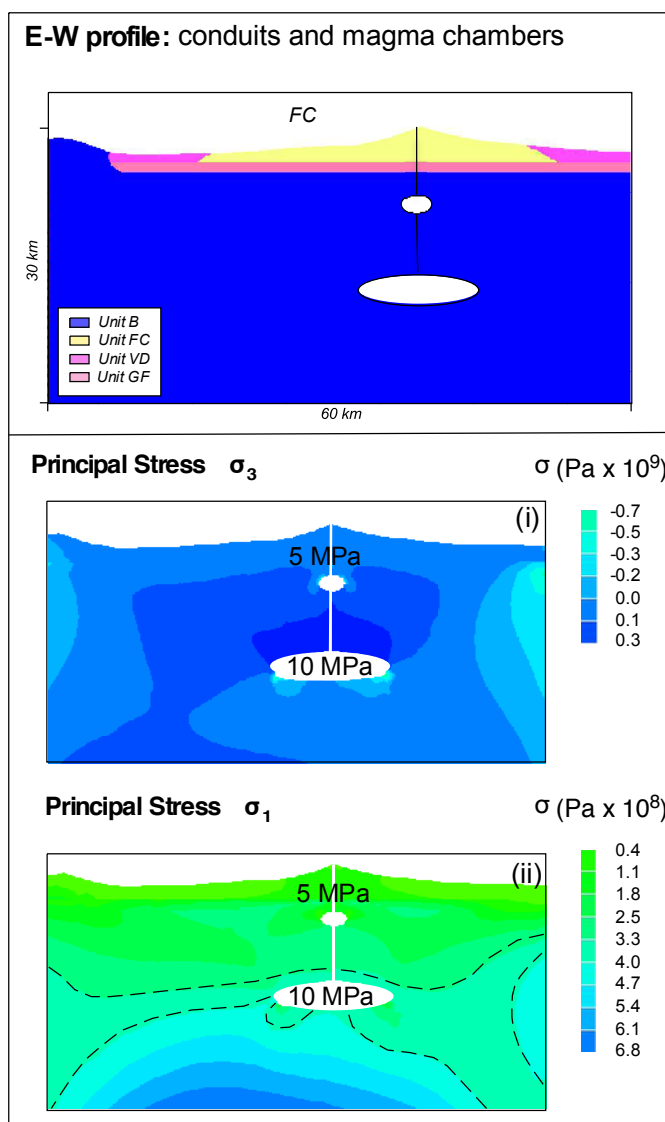 E-W profile: conduits and magma chambers
FC
30 km
Unit B
Unit FC
Unit VD
Unit GF
60 km
Principal Stress σ3
σ (Pa x 10⁹)
(i)
5 MPa
10 MPa
-0.7
-0.5
-0.3
-0.2
0.0
0.1
0.3
Principal Stress σ1
σ (Pa x 10⁸)
(ii)
5 MPa
10 MPa
0.4
1.1
1.8
2.5
3.3
4.0
4.7
5.4
6.1
6.8